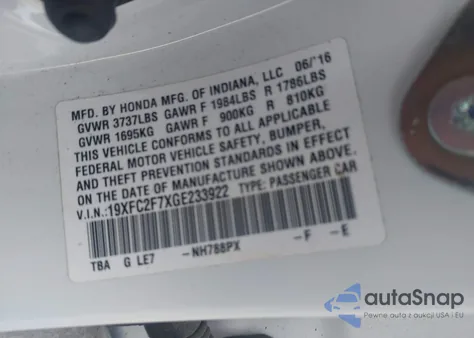 MFD. BY HONDA MFG. OF INDIANA, LLC 06/'16
GVWR 3737LBS GAWR F 1984LBS R 1786LBS
GVWR 1695KG GAWR F 900KG R 810KG
THIS VEHICLE CONFORMS TO ALL APPLICABLE
FEDERAL MOTOR VEHICLE SAFETY, BUMPER,
AND THEFT PREVENTION STANDARDS IN EFFECT
ON THE DATE OF MANUFACTURE SHOWN ABOVE.
V.I.N.:19XFC2F7XGE233922 TYPE: PASSENGER CAR
TBA G LE7 -NH788PX -F -E
autoSnap
Pewne auta z aukcji USA i EU